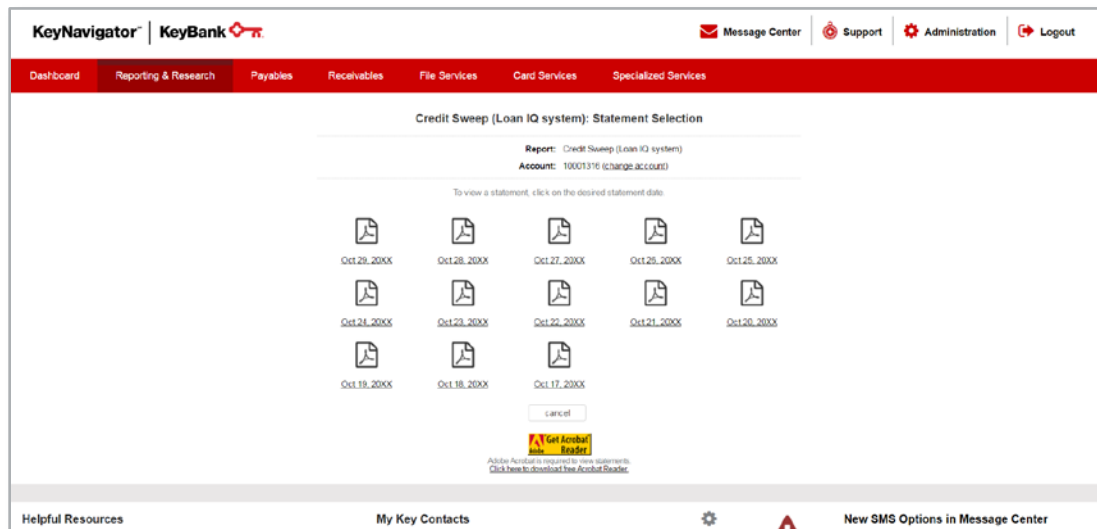 KeyNavigator™ | KeyBank
Message Center Support Administration Logout
Dashboard Reporting & Research Payables Receivables File Services Card Services Specialized Services
Credit Sweep (Loan IQ system): Statement Selection
Report: Credit Sweep (Loan IQ system)
Account: 10001316 (change account)
To view a statement, click on the desired statement date.
Oct 29, 20XX Oct 28, 20XX Oct 27, 20XX Oct 26, 20XX Oct 25, 20XX
Oct 24, 20XX Oct 23, 20XX Oct 22, 20XX Oct 21, 20XX Oct 20, 20XX
Oct 19, 20XX Oct 18, 20XX Oct 17, 20XX
cancel
Get Acrobat
Adobe Reader
Adobe Acrobat is required to view statements.
Click here to download free Acrobat Reader.
Helpful Resources My Key Contacts New SMS Options in Message Center